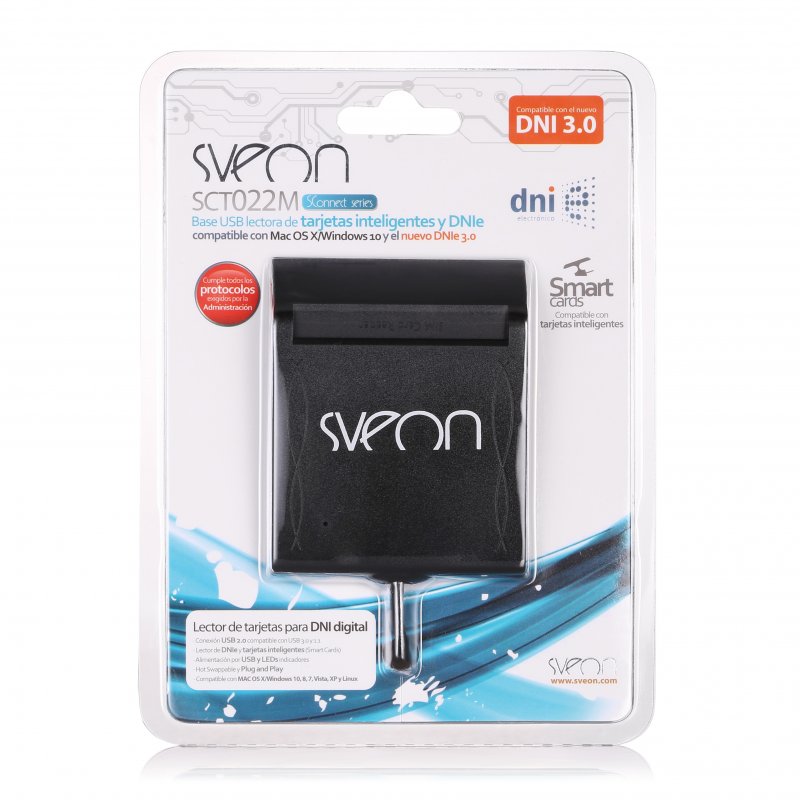 Compatible con el nuevo
DNI 3.0
sveon
SCT022M SConnect series
Base USB lectora de tarjetas inteligentes y DNIe
compatible con Mac OS X/Windows 10 y el nuevo DNIe 3.0
dni
electrónico
Cumple todos los
protocolos
exigidos por la
Administración
Smart
cards
Compatible con
tarjetas inteligentes
SIM Card Reader
sveon
Lector de tarjetas para DNI digital
Conexión USB 2.0 compatible con USB 3.0 y 1.1
Lector de DNIe y tarjetas inteligentes (Smart Cards)
Alimentación por USB y LEDs indicadores
Hot Swappable y Plug and Play
Compatible con MAC OS X/Windows 10, 8, 7, Vista, XP y Linux
sveon
www.sveon.com